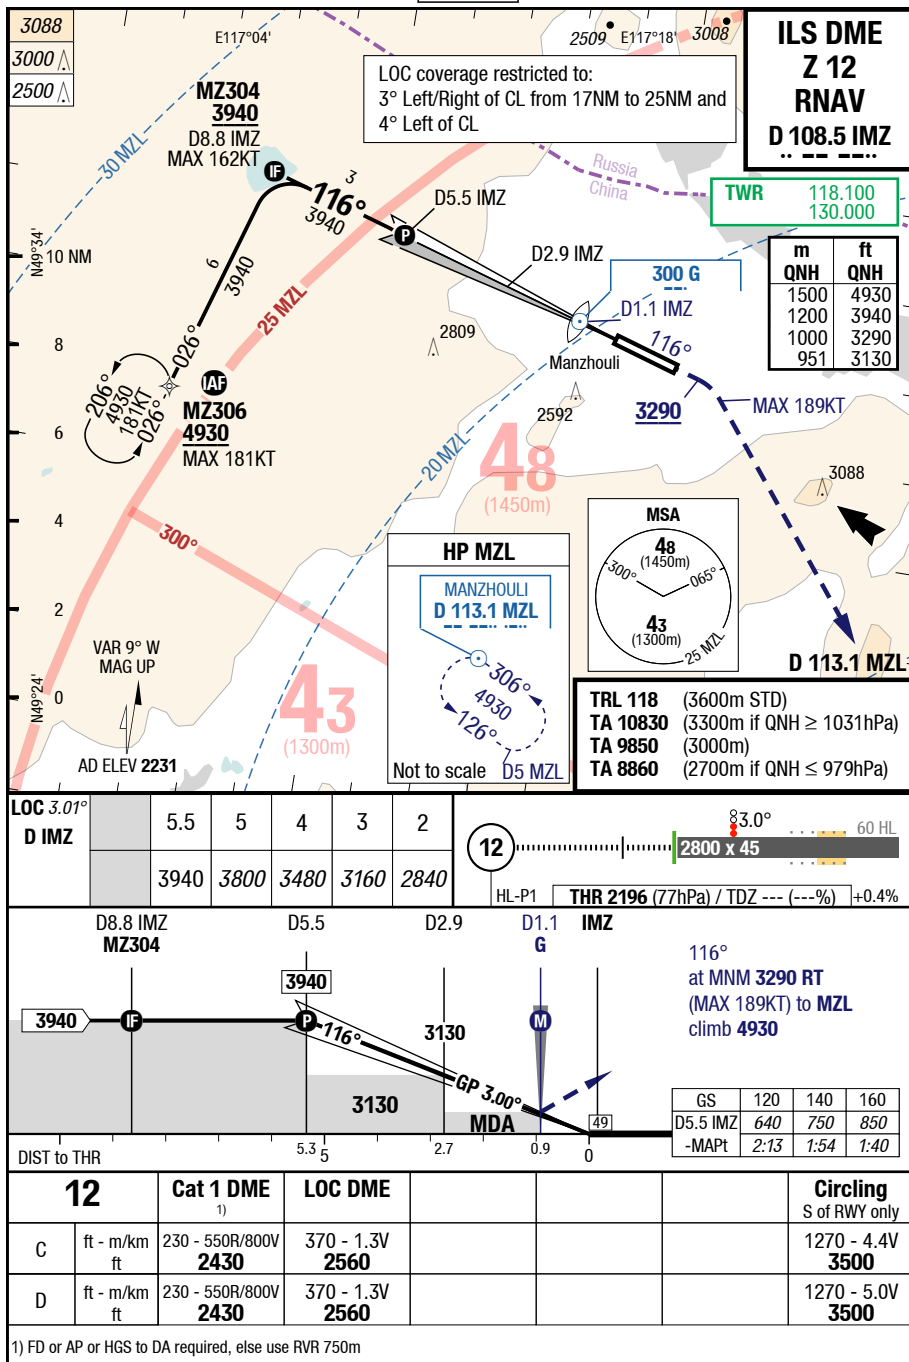 3088
3000
2500
E117°04'
2509
E117°18'
3008
ILS DME
Z 12
RNAV
D 108.5 IMZ
LOC coverage restricted to:
3° Left/Right of CL from 17NM to 25NM and
4° Left of CL
30 MZL
MZ304
3940
D8.8 IMZ
MAX 162KT
IF
116°
3
3940
Russia
China
TWR 118.100
130.000
D5.5 IMZ
P
D2.9 IMZ
N49°34'
10 NM
6
3940
026°
25 MZL
300 G
D1.1 IMZ
m ft
QNH QNH
1500 4930
1200 3940
1000 3290
951 3130
8
2809
116°
Manzhouli
206°
4930
181KT
026°
IAF
MZ306
4930
MAX 181KT
2592
3290
MAX 189KT
6
20 MZL
48
(1450m)
3088
4
300°
HP MZL
MANZHOULI
D 113.1 MZL
306°
4930
126°
D5 MZL
Not to scale
MSA
48
(1450m)
300°
065°
43
(1300m)
25 MZL
2
VAR 9° W
MAG UP
D 113.1 MZL
N49°24'
0
43
(1300m)
AD ELEV 2231
TRL 118 (3600m STD)
TA 10830 (3300m if QNH ≥ 1031hPa)
TA 9850 (3000m)
TA 8860 (2700m if QNH ≤ 979hPa)
LOC 3.01°
D IMZ 5.5 5 4 3 2
3940 3800 3480 3160 2840
12
3.0°
60 HL
2800 x 45
HL-P1
THR 2196 (77hPa) / TDZ --- (---%)
+0.4%
D8.8 IMZ D5.5 D2.9 D1.1 IMZ
MZ304 G
3940
3940 IF P M
116°
3130
GP 3.00°
3130
MDA
49
116°
at MNM 3290 RT
(MAX 189KT) to MZL
climb 4930
GS 120 140 160
D5.5 IMZ 640 750 850
-MAPt 2:13 1:54 1:40
DIST to THR 5.3 5 2.7 0.9 0
12 Cat 1 DME LOC DME Circling
1) S of RWY only
C ft - m/km 230 - 550R/800V 370 - 1.3V 1270 - 4.4V
ft 2430 2560 3500
D ft - m/km 230 - 550R/800V 370 - 1.3V 1270 - 5.0V
ft 2430 2560 3500
1) FD or AP or HGS to DA required, else use RVR 750m